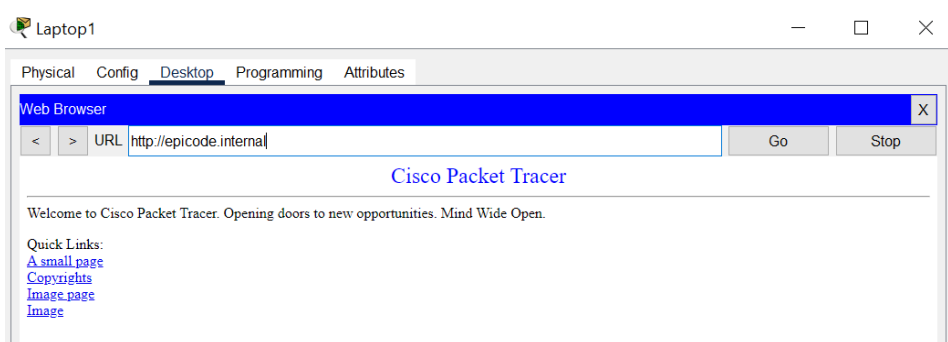 Laptop1
Physical Config Desktop Programming Attributes
Web Browser X
< > URL http://epicode.internal Go Stop
Cisco Packet Tracer
Welcome to Cisco Packet Tracer. Opening doors to new opportunities. Mind Wide Open.
Quick Links:
A small page
Copyrights
Image page
Image